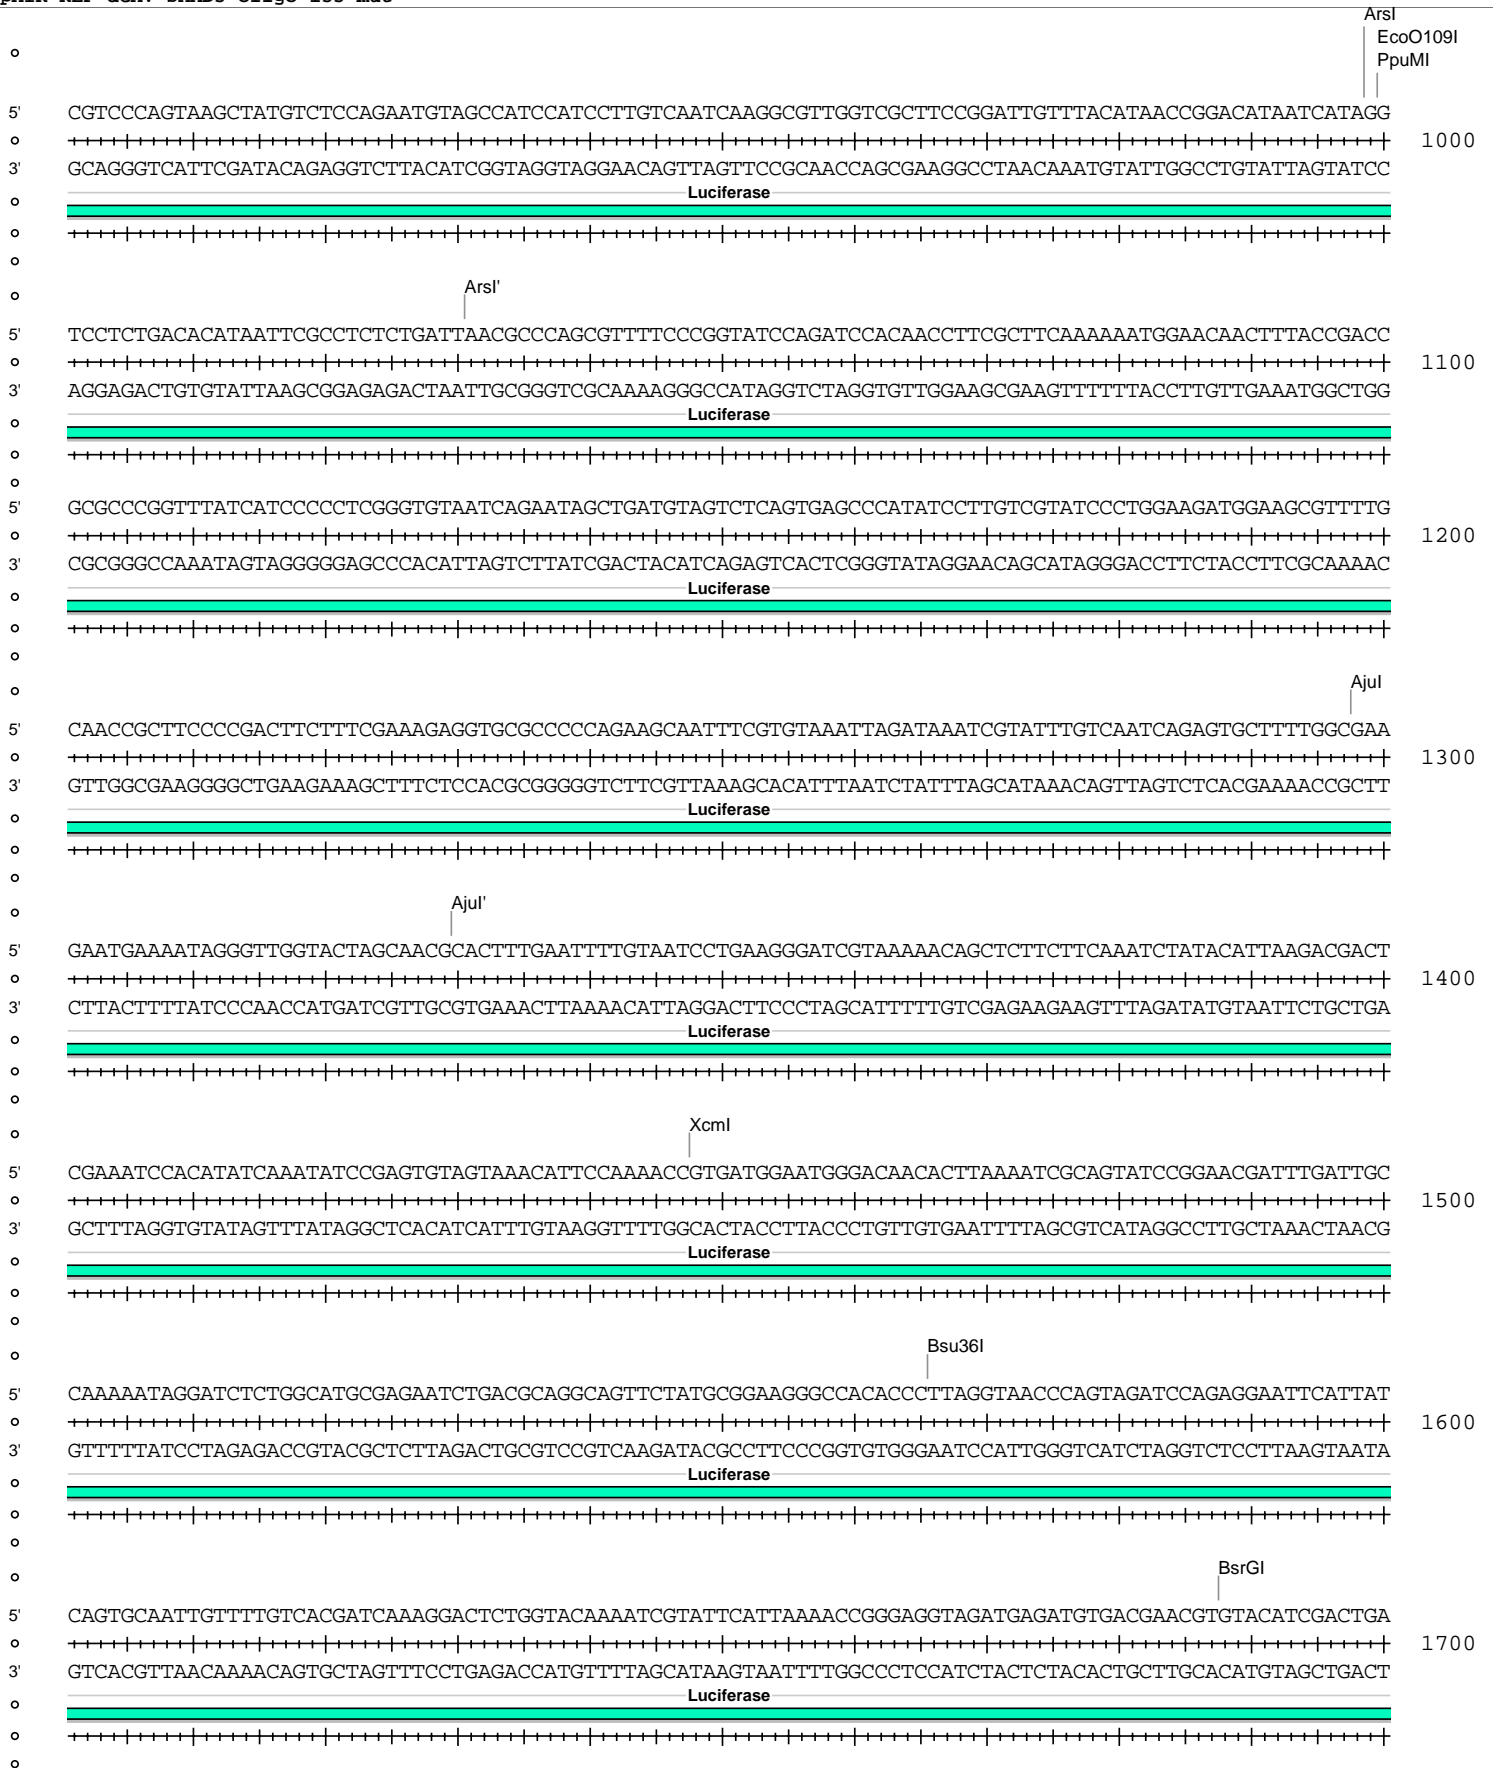 ArsI
EcoO109I
PpuMI
5' CGTCCCAGTAAGCTATGTCTCCAGAATGTAGCCATCCATCCTTGTCAATCAAGGCGTTGGTCGCTTCCGGATTGTTTACATAACCGGACATAATCATAGG
1000
3' GCAGGGTCATTCGATACAGAGGTCTTACATCGGTAGGTAGGAACAGTTAGTTCCGCAACCAGCGAAGGCCTAACAAATGTATTGGCCTGTATTAGTATCC
Luciferase
ArsI'
5' TCCTCTGACACATAATTCGCCTCTCTGATTAACGCCCAGCGTTTTCCCGGTATCCAGATCCACAACCTTCGCTTCAAAAAATGGAACAACTTTACCGACC
1100
3' AGGAGACTGTGTATTAAGCGGAGAGACTAATTGCGGGTCGCAAAAGGGCCATAGGTCTAGGTGTTGGAAGCGAAGTTTTTTACCTTGTTGAAATGGCTGG
Luciferase
5' GCGCCCGGTTTATCATCCCCCTCGGGTGTAATCAGAATAGCTGATGTAGTCTCAGTGAGCCCATATCCTTGTCGTATCCCTGGAAGATGGAAGCGTTTTG
1200
3' CGCGGGCCAAATAGTAGGGGGAGCCCACATTAGTCTTATCGACTACATCAGAGTCACTCGGGTATAGGAACAGCATAGGGACCTTCTACCTTCGCAAAAC
Luciferase
AjuI
5' CAACCGCTTCCCCGACTTCTTTCGAAAGAGGTGCGCCCCCAGAAGCAATTTCGTGTAAATTAGATAAATCGTATTTGTCAATCAGAGTGCTTTTGGCGAA
1300
3' GTTGGCGAAGGGGCTGAAGAAAGCTTTCTCCACGCGGGGGTCTTCGTTAAAGCACATTTAATCTATTTAGCATAAACAGTTAGTCTCACGAAAACCGCTT
Luciferase
AjuI'
5' GAATGAAAATAGGGTTGGTACTAGCAACGCACTTTGAATTTTGTAATCCTGAAGGGATCGTAAAAACAGCTCTTCTTCAAATCTATACATTAAGACGACT
1400
3' CTTACTTTTATCCCAACCATGATCGTTGCGTGAAACTTAAAACATTAGGACTTCCCTAGCATTTTTGTCGAGAAGAAGTTTAGATATGTAATTCTGCTGA
Luciferase
XcmI
5' CGAAATCCACATATCAAATATCCGAGTGTAGTAAACATTCCAAAACCGTGATGGAATGGGACAACACTTAAAATCGCAGTATCCGGAACGATTTGATTGC
1500
3' GCTTTAGGTGTATAGTTTATAGGCTCACATCATTTGTAAGGTTTTGGCACTACCTTACCCTGTTGTGAATTTTAGCGTCATAGGCCTTGCTAAACTAACG
Luciferase
Bsu36I
5' CAAAAATAGGATCTCTGGCATGCGAGAATCTGACGCAGGCAGTTCTATGCGGAAGGGCCACACCCTTAGGTAACCCAGTAGATCCAGAGGAATTCATTAT
1600
3' GTTTTTATCCTAGAGACCGTACGCTCTTAGACTGCGTCCGTCAAGATACGCCTTCCCGGTGTGGGAATCCATTGGGTCATCTAGGTCTCCTTAAGTAATA
Luciferase
BsrGI
5' CAGTGCAATTGTTTTGTCACGATCAAAGGACTCTGGTACAAAATCGTATTCATTAAAACCGGGAGGTAGATGAGATGTGACGAACGTGTACATCGACTGA
1700
3' GTCACGTTAACAAAACAGTGCTAGTTTCCTGAGACCATGTTTTAGCATAAGTAATTTTGGCCCTCCATCTACTCTACACTGCTTGCACATGTAGCTGACT
Luciferase